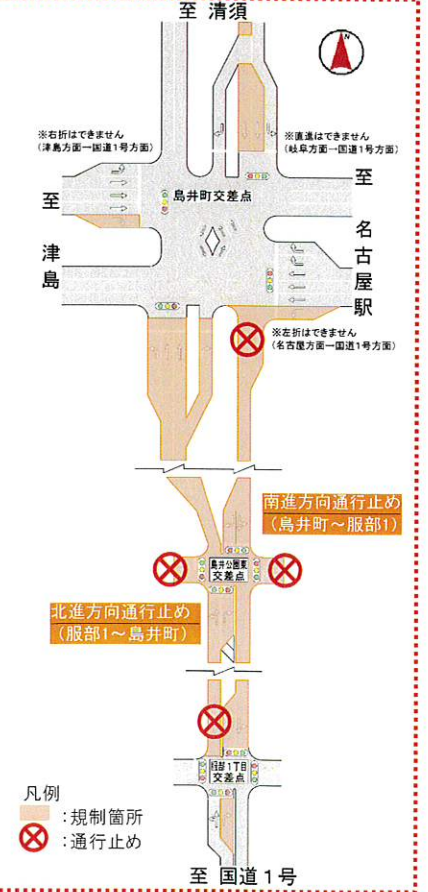 至 清須
N
※右折はできません
(津島方面ー国道1号方面)
※直進はできません
(岐阜方面ー国道1号方面)
島井町交差点
至 津島
至 名古屋駅
※左折はできません
(名古屋方面ー国道1号方面)
南進方向通行止め
(島井町～服部1)
島井公園東
交差点
北進方向通行止め
(服部1～島井町)
服部1丁目
交差点
凡例
:規制箇所
:通行止め
至 国道1号